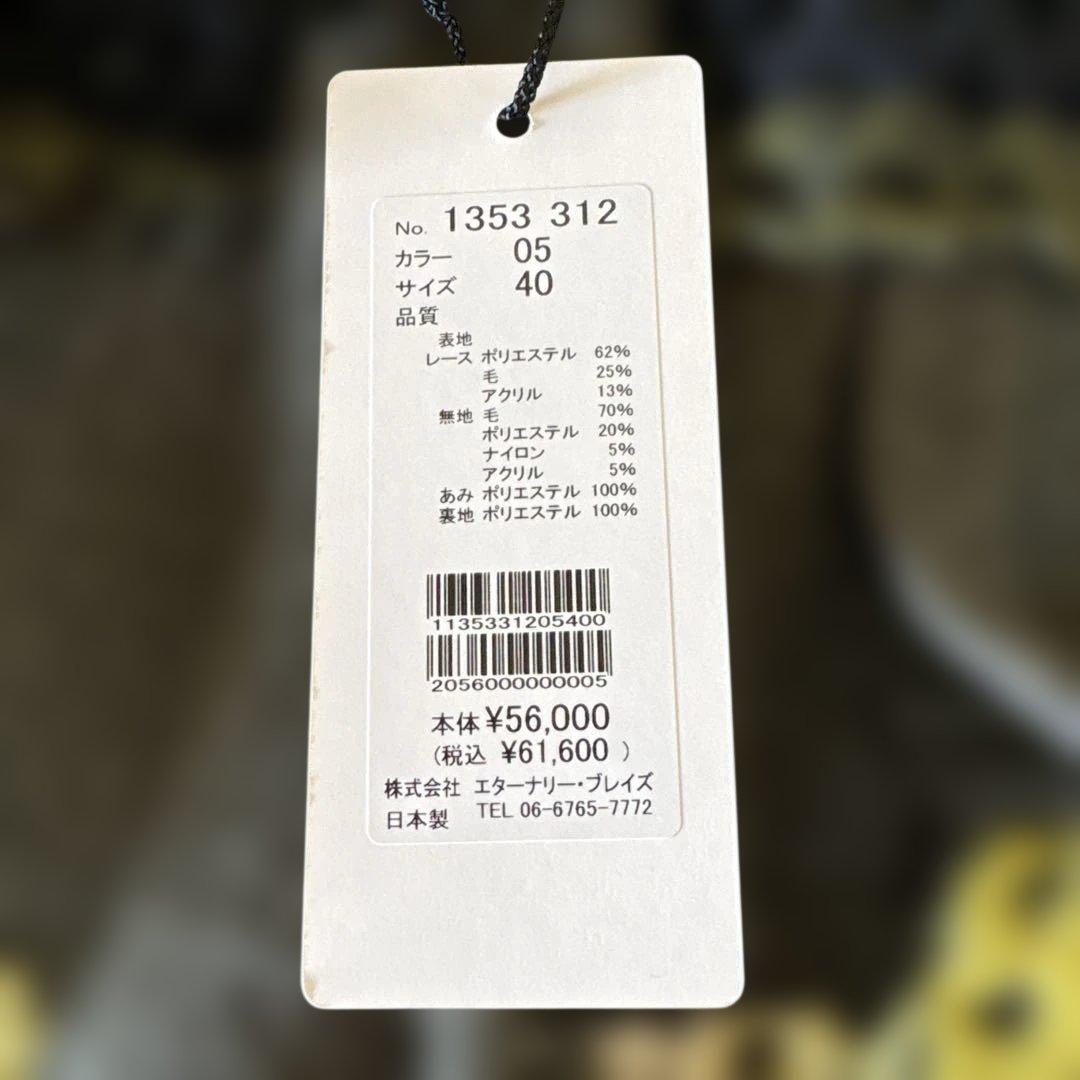 No. 1353 312
カラー 05
サイズ 40
品質
表地
レース ポリエステル 62%
毛 25%
アクリル 13%
無地 毛 70%
ポリエステル 20%
ナイロン 5%
アクリル 5%
あみ ポリエステル 100%
裏地 ポリエステル 100%
1135331205400
2056000000005
本体 ¥56,000
(税込 ¥61,600 )
株式会社 エターナリー・ブレイズ
日本製 TEL 06-6765-7772